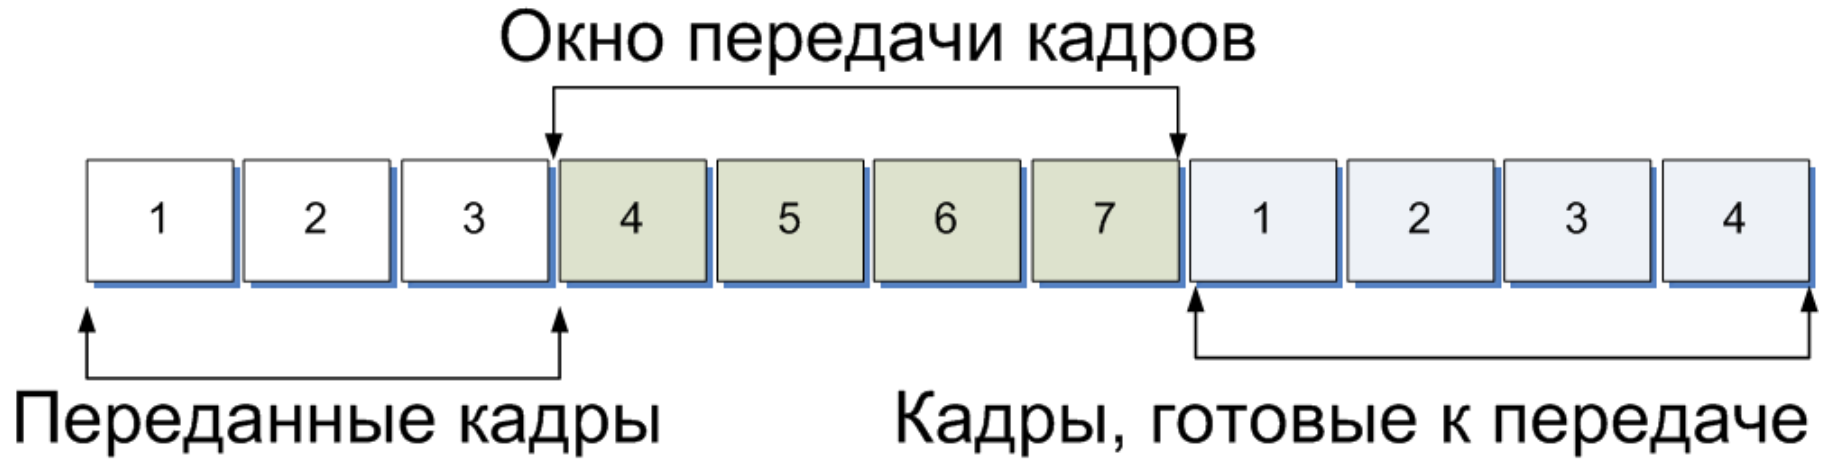 Окно передачи кадров
1 2 3 4 5 6 7 1 2 3 4
Переданные кадры
Кадры, готовые к передаче